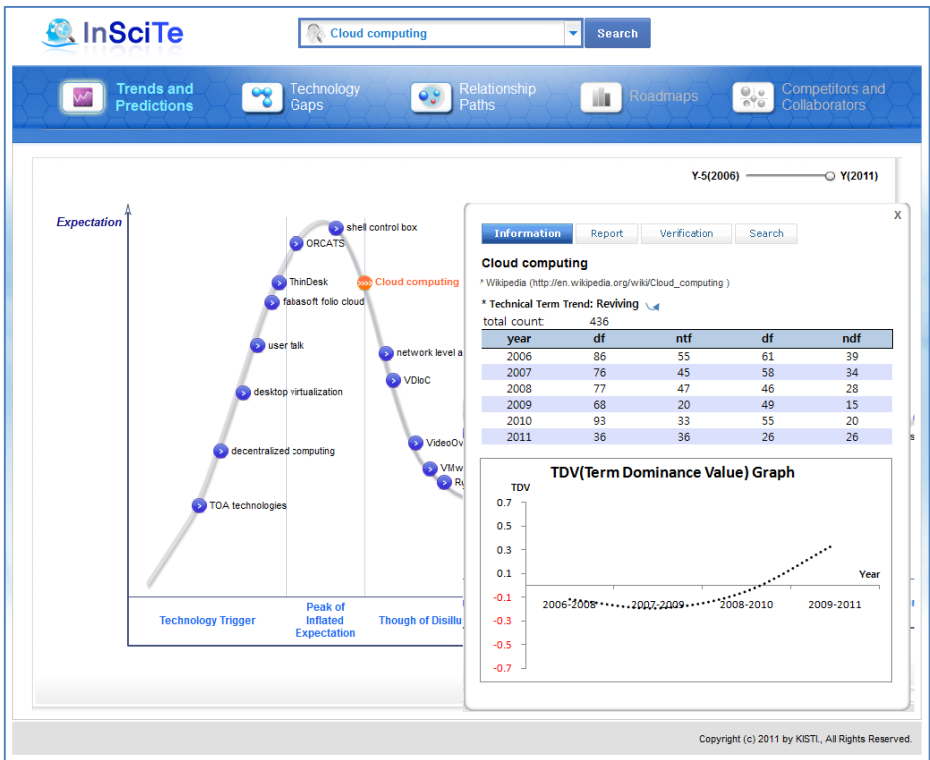 InSciTe
Cloud computing
Search
Trends and
Predictions
Technology
Gaps
Relationship
Paths
Roadmaps
Competitors and
Collaborators
Y-5(2006)
Y(2011)
Expectation
shell control box
ORCATS
ThinDesk
Cloud computing
fabasoft folio cloud
user talk
network level a
VDIoC
desktop virtualization
VideoOv
decentralized computing
VMw
TOA technologies
Technology Trigger
Peak of
Inflated
Expectation
Though of Disillu
X
Information Report Verification Search
Cloud computing
* Wikipedia (http://en.wikipedia.org/wiki/Cloud_computing )
* Technical Term Trend: Reviving
total count: 436
year df ntf df ndf
2006 86 55 61 39
2007 76 45 58 34
2008 77 47 46 28
2009 68 20 49 15
2010 93 33 55 20
2011 36 36 26 26
TDV(Term Dominance Value) Graph
TDV
0.7
0.5
0.3
0.1
-0.1
-0.3
-0.5
-0.7
Year
2006-2008 2007-2009 2008-2010 2009-2011
Copyright (c) 2011 by KISTI., All Rights Reserved.